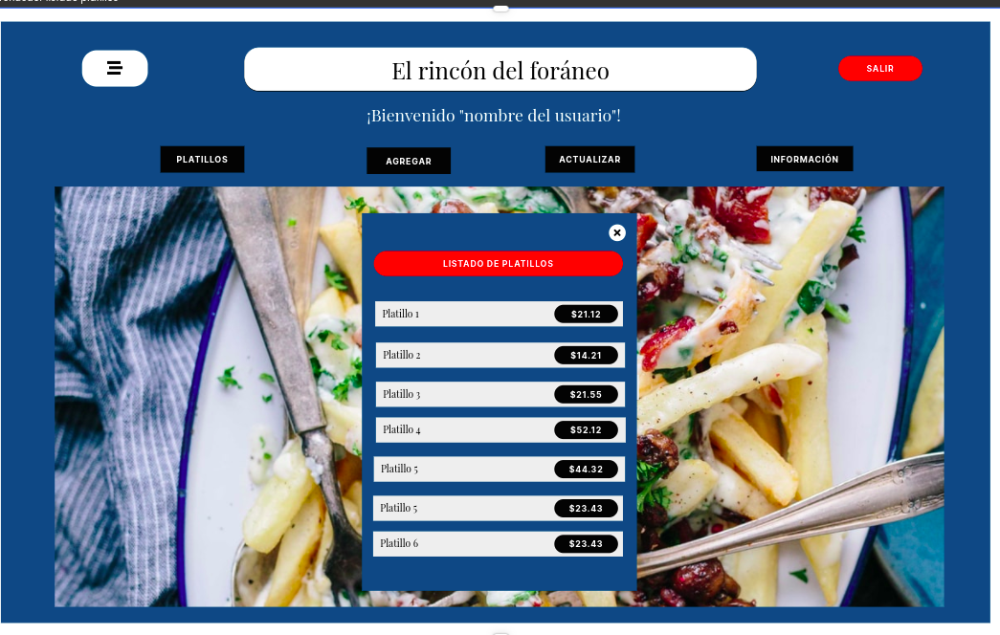 El rincón del foráneo
SALIR
¡Bienvenido "nombre del usuario"!
PLATILLOS
AGREGAR
ACTUALIZAR
INFORMACIÓN
LISTADO DE PLATILLOS
Platillo 1 $21.12
Platillo 2 $14.21
Platillo 3 $21.55
Platillo 4 $52.12
Platillo 5 $44.32
Platillo 5 $23.43
Platillo 6 $23.43